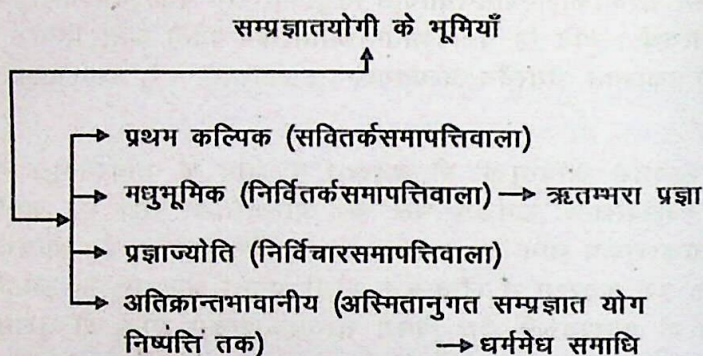 सम्प्रज्ञातयोगी के भूमियाँ
प्रथम कल्पिक (सवितर्कसमापत्तिवाला)
मधुभूमिक (निर्वितर्कसमापत्तिवाला) → ऋतम्भरा प्रज्ञा
प्रज्ञाज्योति (निर्विचारसमापत्तिवाला)
अतिक्रान्तभावानीय (अस्मितानुगत सम्प्रज्ञात योग
निष्पत्ति तक) → धर्ममेध समाधि